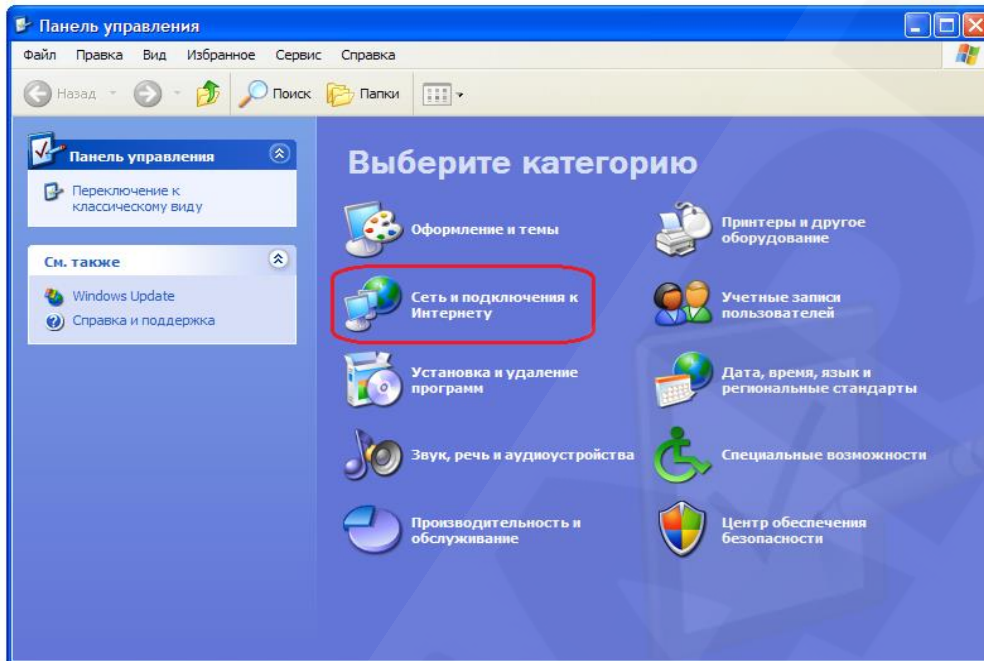 Панель управления
Файл Правка Вид Избранное Сервис Справка
Назад Поиск Папки
Панель управления
Переключение к
классическому виду
См. также
Windows Update
Справка и поддержка
Выберите категорию
Оформление и темы
Принтеры и другое
оборудование
Сеть и подключения к
Интернету
Учетные записи
пользователей
Установка и удаление
программ
Дата, время, язык и
региональные стандарты
Звук, речь и аудиоустройства
Специальные возможности
Производительность и
обслуживание
Центр обеспечения
безопасности